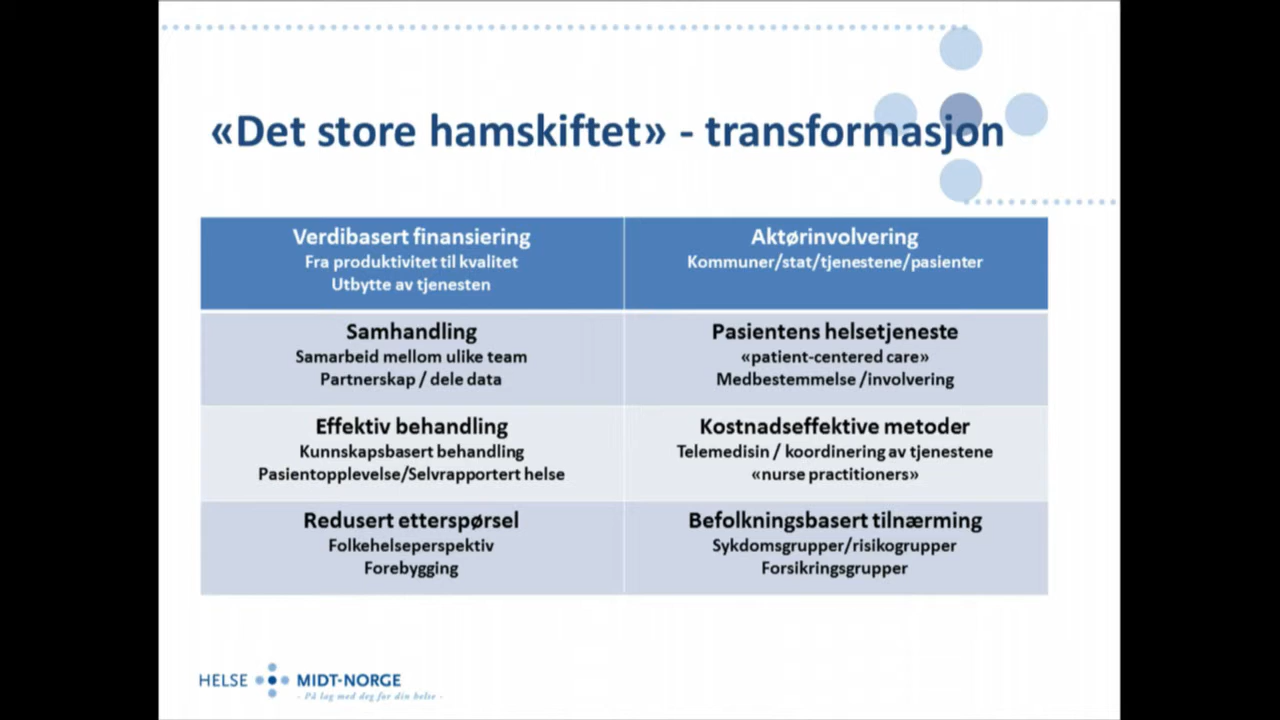 «Det store hamskiftet» - transformasjon
Verdibasert finansiering
Fra produktivitet til kvalitet
Utbytte av tjenesten
Aktørinvolvering
Kommuner/stat/tjenestene/pasienter
Samhandling
Samarbeid mellom ulike team
Partnerskap / dele data
Pasientens helsetjeneste
«patient-centered care»
Medbestemmelse /involvering
Effektiv behandling
Kunnskapsbasert behandling
Pasientopplevelse/Selvrapportert helse
Kostnadseffektive metoder
Telemedisin / koordinering av tjenestene
«nurse practitioners»
Redusert etterspørsel
Folkehelseperspektiv
Forebygging
Befolkningsbasert tilnærming
Sykdomsgrupper/risikogrupper
Forsikringsgrupper
HELSE MIDT-NORGE
- På lag med deg for din helse -